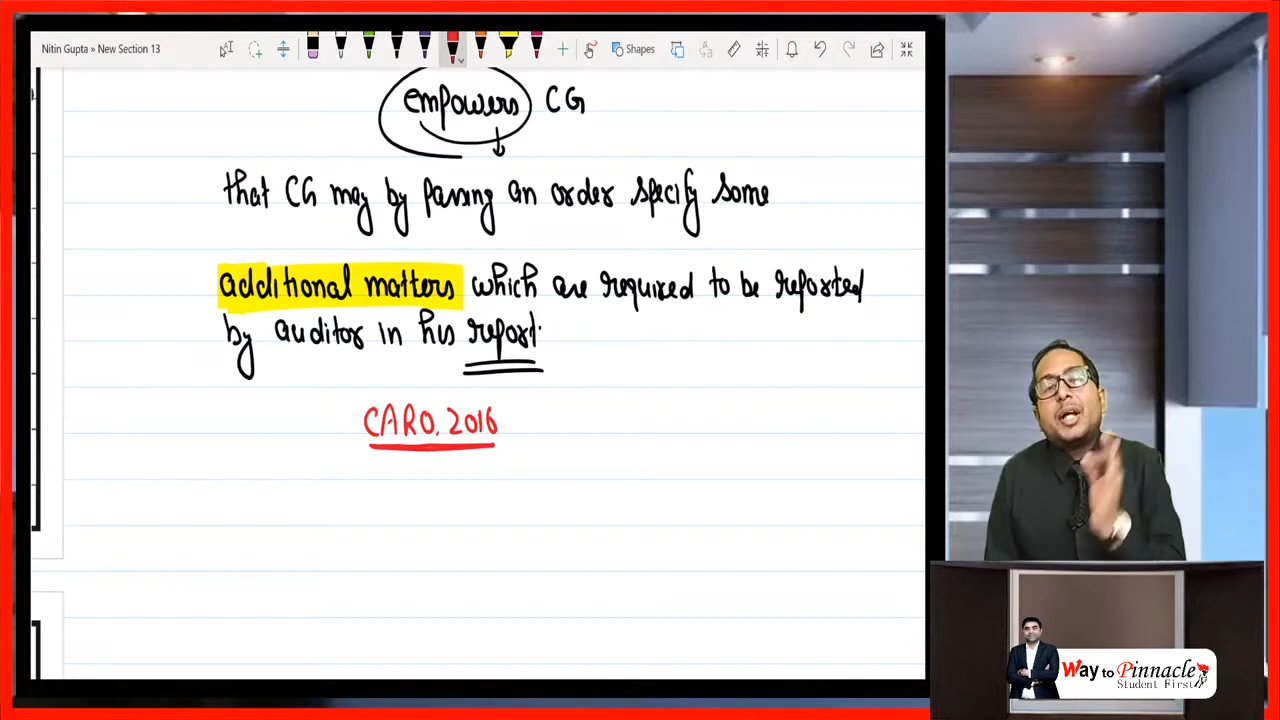 Nitin Gupta » New Section 13
Shapes
empowers CG
that CG may by passing an order specify some
additional matters which are required to be reported
by auditor in his report.
CARO, 2016
Way to Pinnacle
Student First